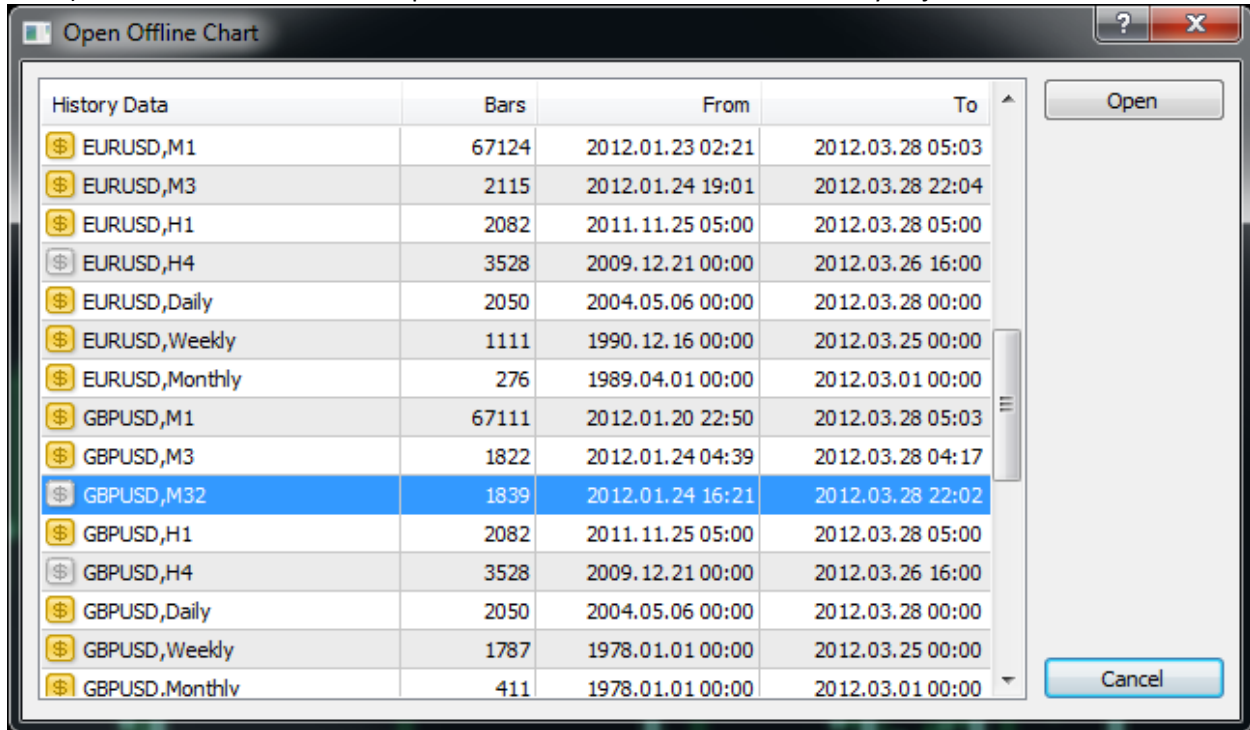 Open Offline Chart
? X
History Data Bars From To
EURUSD,M1 67124 2012.01.23 02:21 2012.03.28 05:03
EURUSD,M3 2115 2012.01.24 19:01 2012.03.28 22:04
EURUSD,H1 2082 2011.11.25 05:00 2012.03.28 05:00
EURUSD,H4 3528 2009.12.21 00:00 2012.03.26 16:00
EURUSD,Daily 2050 2004.05.06 00:00 2012.03.28 00:00
EURUSD,Weekly 1111 1990.12.16 00:00 2012.03.25 00:00
EURUSD,Monthly 276 1989.04.01 00:00 2012.03.01 00:00
GBPUSD,M1 67111 2012.01.20 22:50 2012.03.28 05:03
GBPUSD,M3 1822 2012.01.24 04:39 2012.03.28 04:17
GBPUSD,M32 1839 2012.01.24 16:21 2012.03.28 22:02
GBPUSD,H1 2082 2011.11.25 05:00 2012.03.28 05:00
GBPUSD,H4 3528 2009.12.21 00:00 2012.03.26 16:00
GBPUSD,Daily 2050 2004.05.06 00:00 2012.03.28 00:00
GBPUSD,Weekly 1787 1978.01.01 00:00 2012.03.25 00:00
GBPUSD,Monthly 411 1978.01.01 00:00 2012.03.01 00:00
Open
Cancel